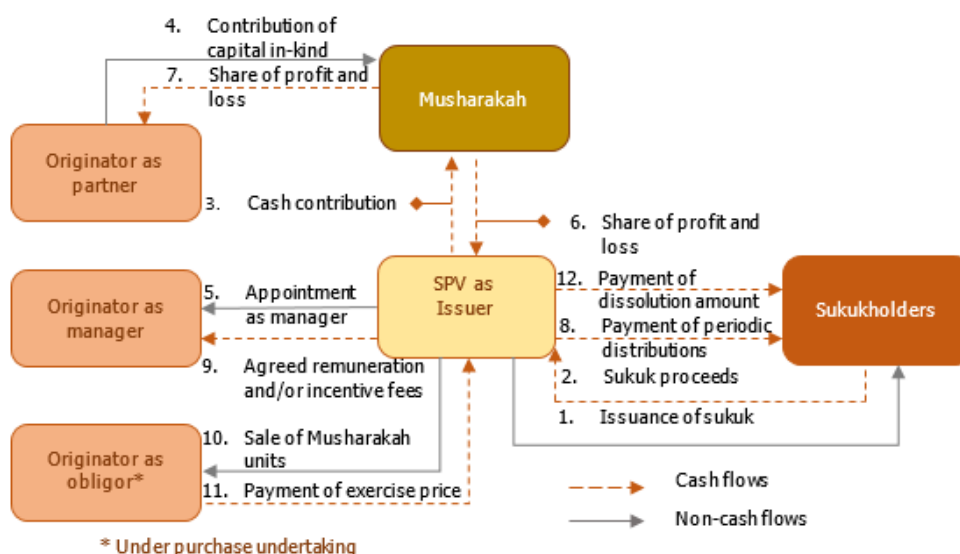 4. Contribution of
capital in-kind
7. Share of profit and
loss
Musharakah
Originator as
partner
3. Cash contribution
6. Share of profit and
loss
SPV as
Issuer
12. Payment of
dissolution amount
Sukukholders
Originator as
manager
5. Appointment
as manager
8. Payment of periodic
distributions
9. Agreed remuneration
and/or incentive fees
2. Sukuk proceeds
1. Issuance of sukuk
Originator as
obligor*
10. Sale of Musharakah
units
11. Payment of exercise price
Cash flows
Non-cash flows
* Under purchase undertaking